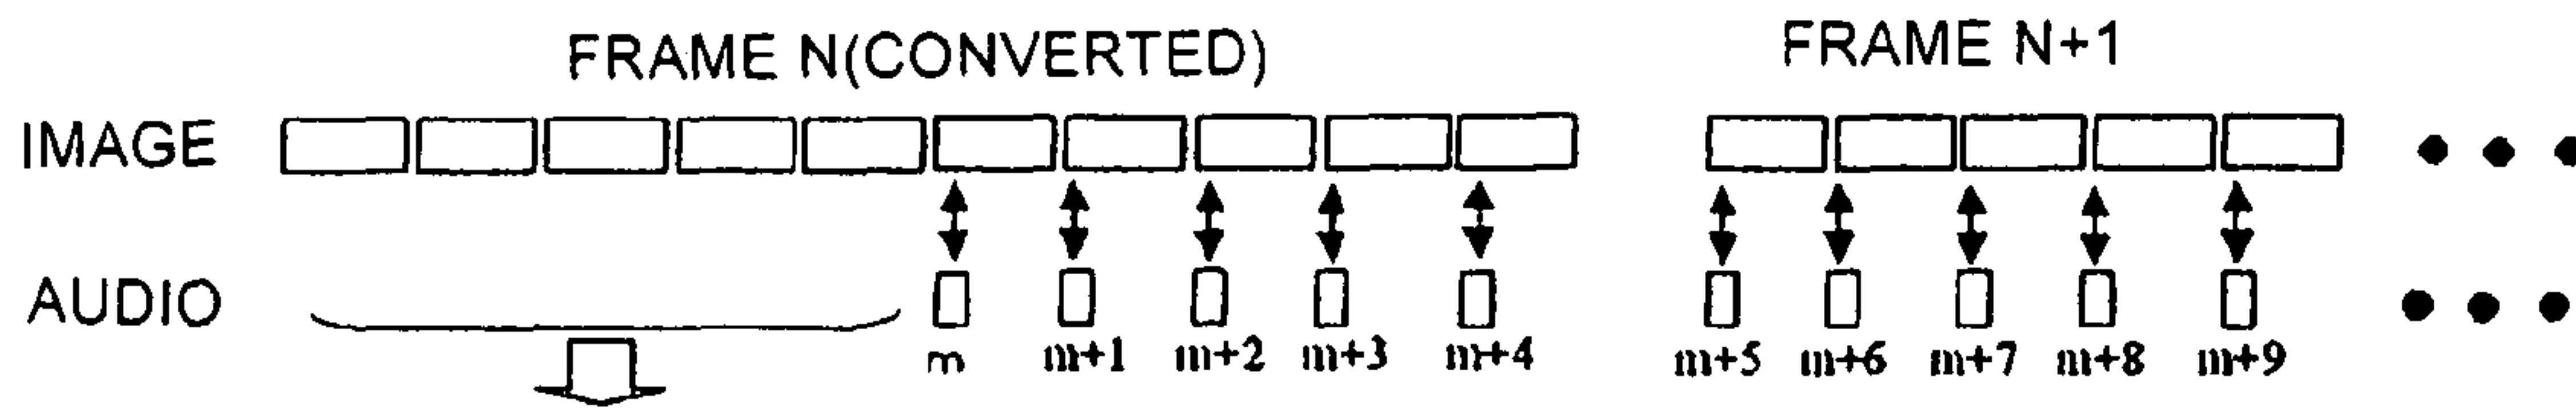 FRAME N(CONVERTED) FRAME N+1
IMAGE
AUDIO
m m+1 m+2 m+3 m+4 m+5 m+6 m+7 m+8 m+9